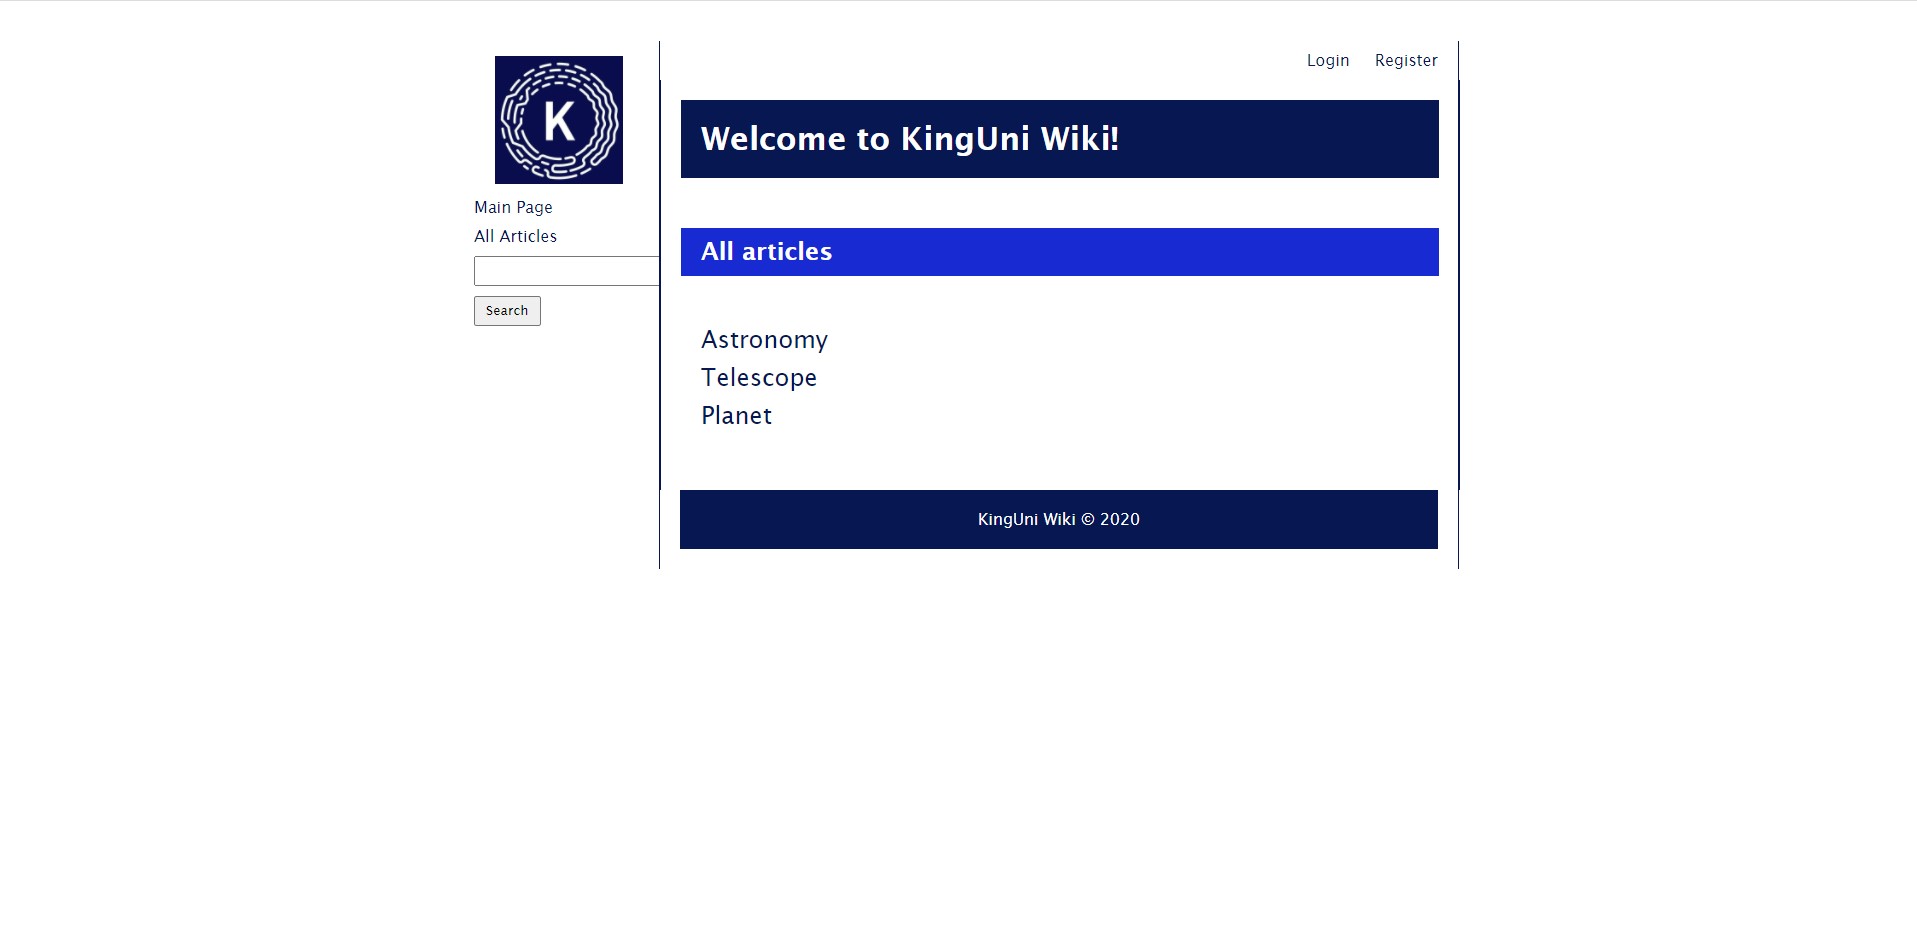 K
Main Page
All Articles
Search
Login Register
Welcome to KingUni Wiki!
All articles
Astronomy
Telescope
Planet
KingUni Wiki © 2020